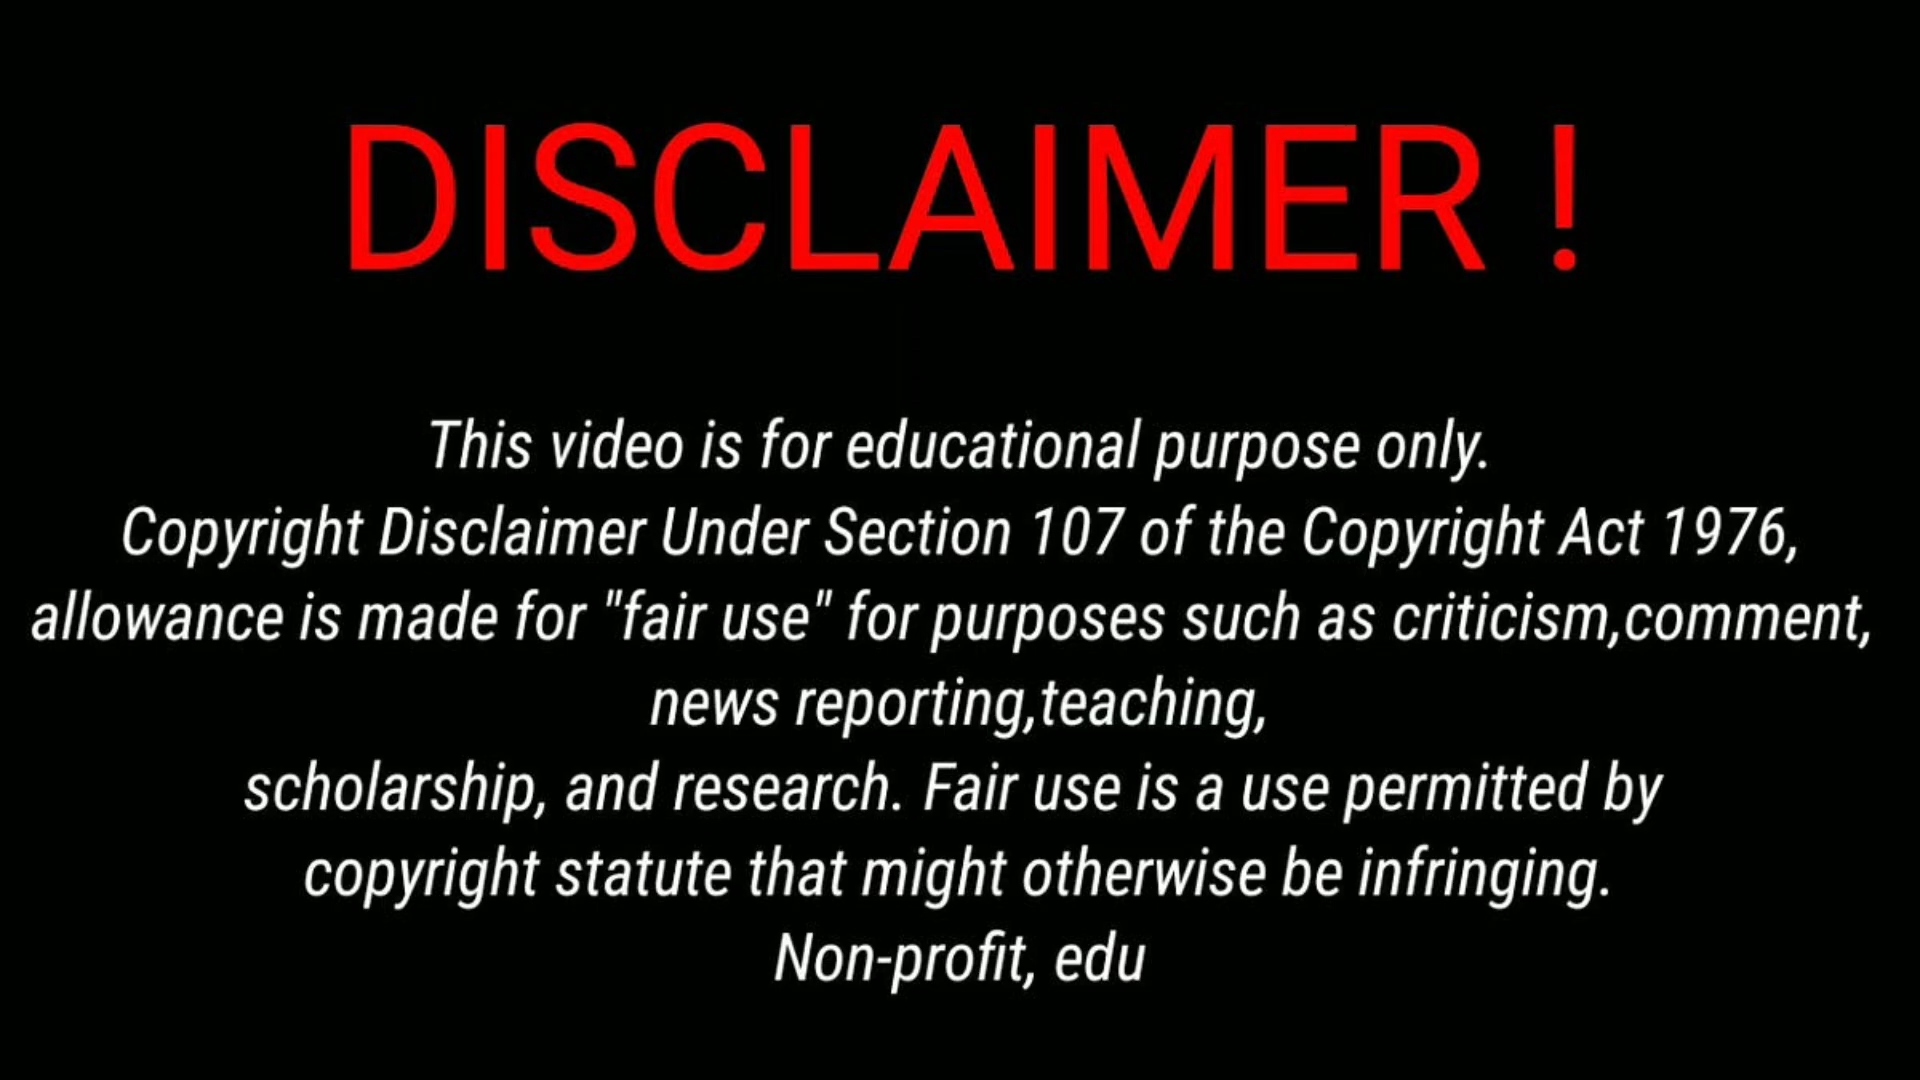 DISCLAIMER !
This video is for educational purpose only.
Copyright Disclaimer Under Section 107 of the Copyright Act 1976,
allowance is made for "fair use" for purposes such as criticism,comment,
news reporting,teaching,
scholarship, and research. Fair use is a use permitted by
copyright statute that might otherwise be infringing.
Non-profit, edu